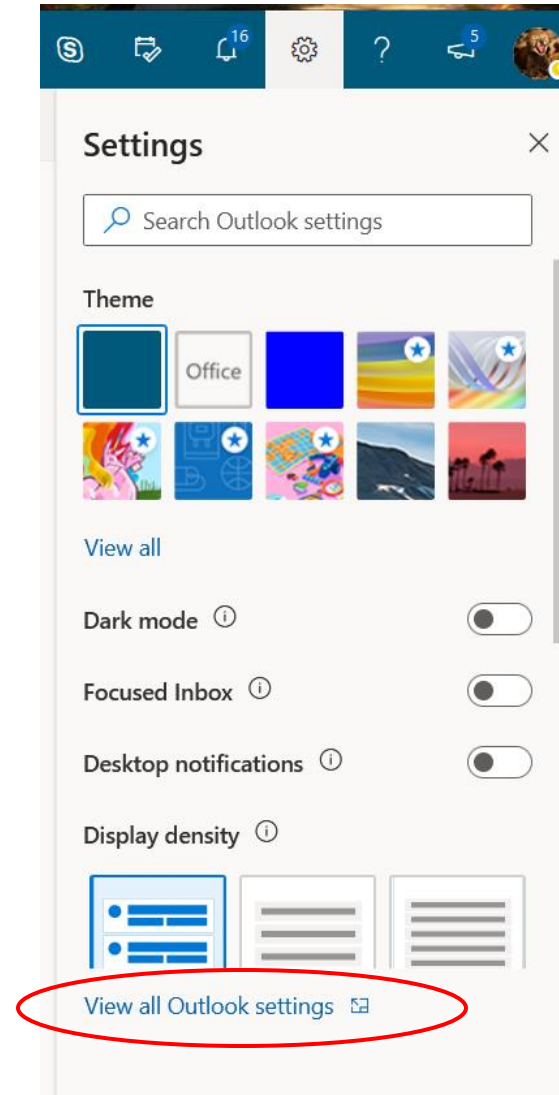 16
?
5
Settings
Search Outlook settings
Theme
Office
View all
Dark mode
Focused Inbox
Desktop notifications
Display density
View all Outlook settings